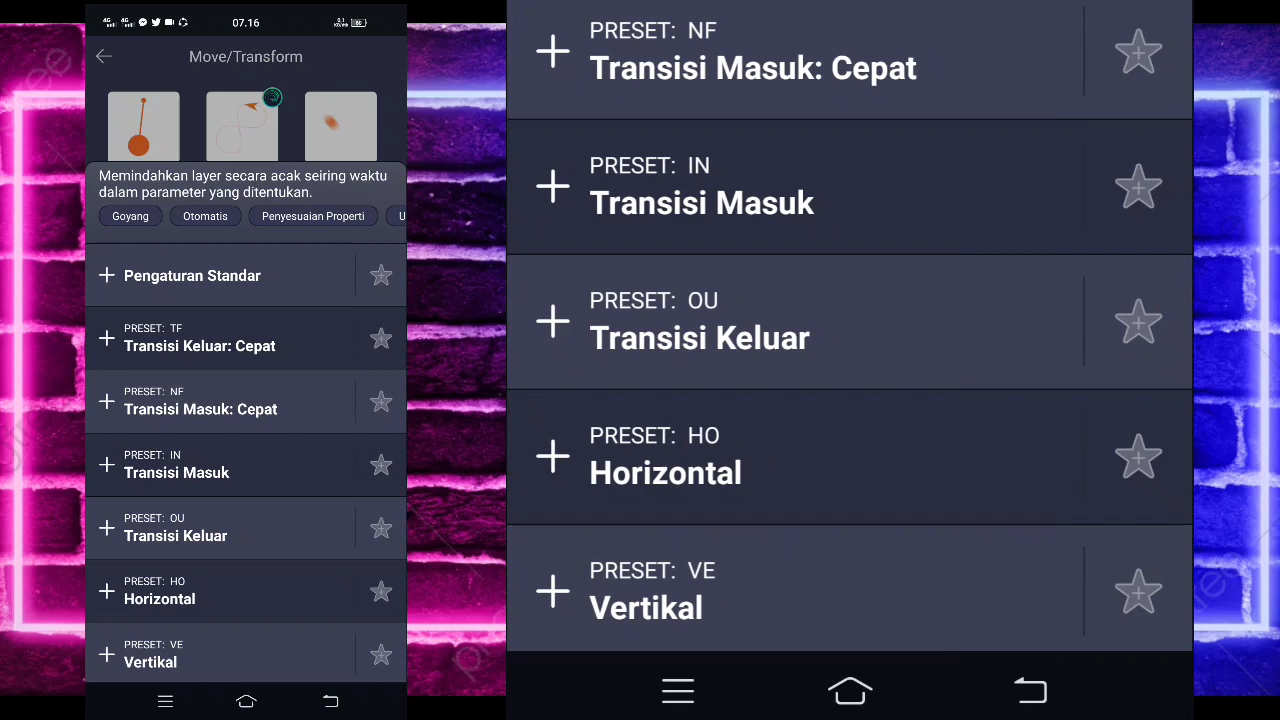 07.16
Move/Transform
Memindahkan layer secara acak seiring waktu
dalam parameter yang ditentukan.
Goyang
Otomatis
Penyesuaian Properti
U
Pengaturan Standar
PRESET: TF
Transisi Keluar: Cepat
PRESET: NF
Transisi Masuk: Cepat
PRESET: IN
Transisi Masuk
PRESET: OU
Transisi Keluar
PRESET: HO
Horizontal
PRESET: VE
Vertikal
PRESET: NF
Transisi Masuk: Cepat
PRESET: IN
Transisi Masuk
PRESET: OU
Transisi Keluar
PRESET: HO
Horizontal
PRESET: VE
Vertikal